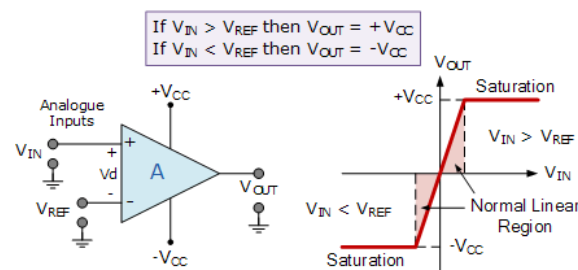 If VIN > VREF then VOUT = +VCC
If VIN < VREF then VOUT = -VCC
Analogue
Inputs
+VCC
VIN
+
+
Vd
A
-
-
VREF
VOUT
-VCC
VOUT
+VCC
Saturation
VIN > VREF
VIN
VIN < VREF
Normal Linear
Region
-VCC
Saturation